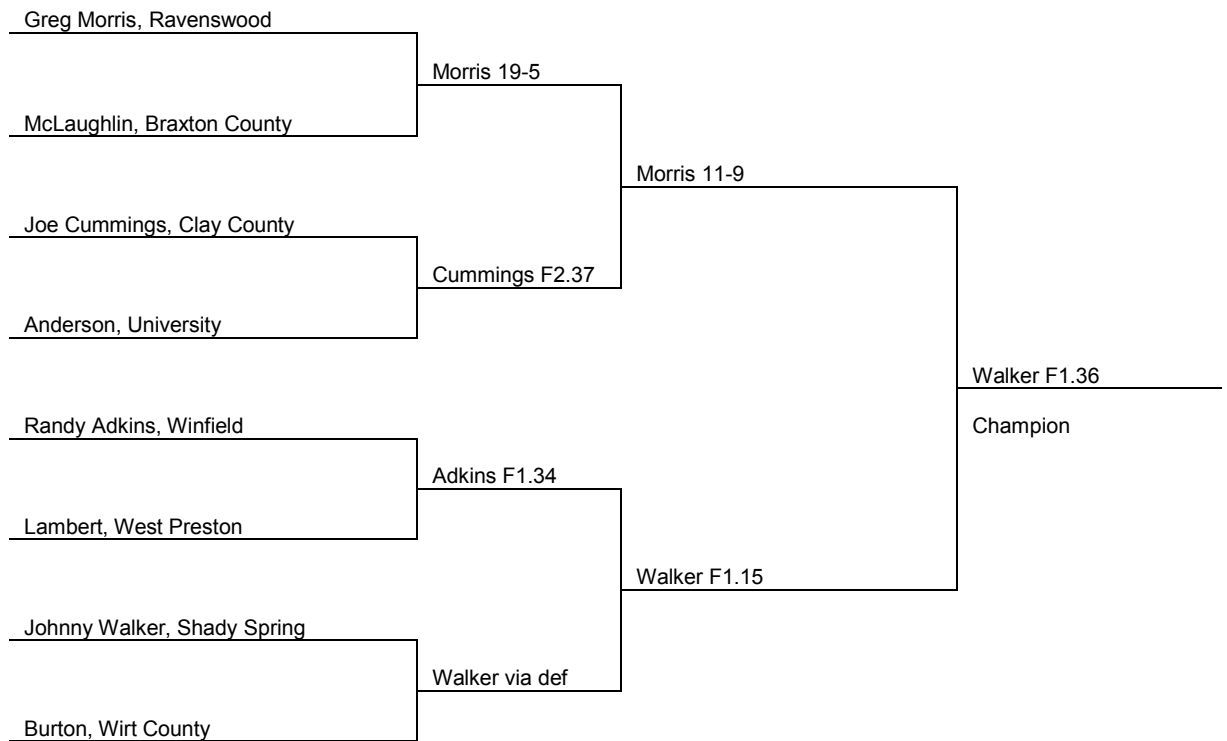 Greg Morris, Ravenswood
Morris 19-5
McLaughlin, Braxton County
Morris 11-9
Joe Cummings, Clay County
Cummings F2.37
Anderson, University
Walker F1.36
Randy Adkins, Winfield
Champion
Adkins F1.34
Lambert, West Preston
Walker F1.15
Johnny Walker, Shady Spring
Walker via def
Burton, Wirt County